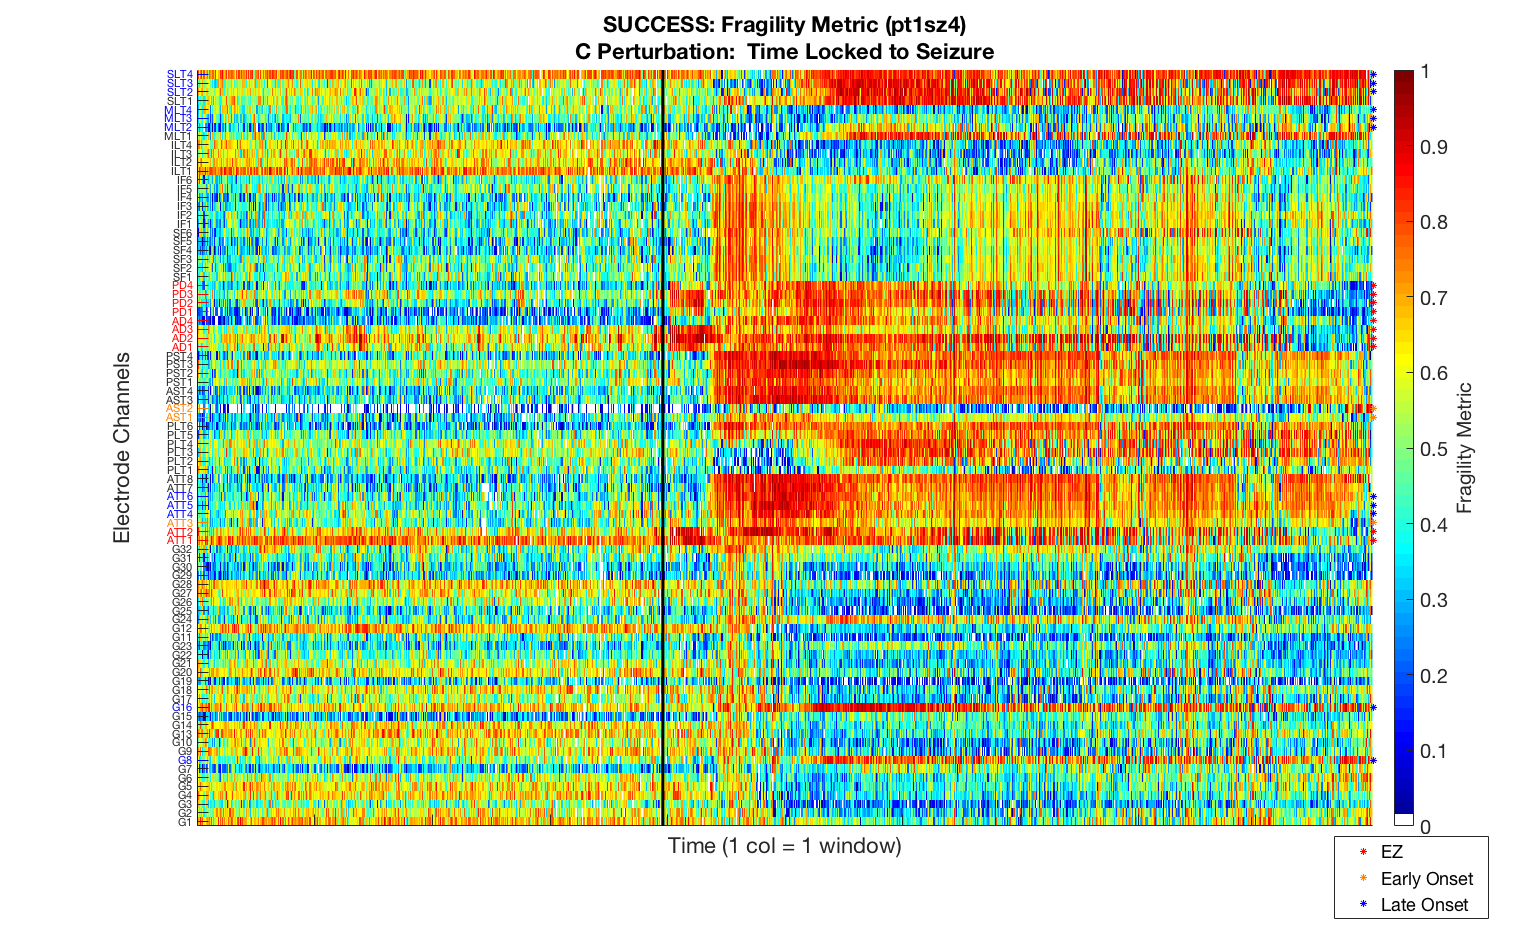 SUCCESS: Fragility Metric (pt1sz4)
C Perturbation:  Time Locked to Seizure
Electrode Channels
SLT4
SLT3
SLT2
SLT1
MLT4
MLT3
MLT2
MLT1
ILT4
ILT3
ILT2
ILT1
IF6
IF5
IF4
IF3
IF2
IF1
SF6
SF5
SF4
SF3
SF2
SF1
PD4
PD3
PD2
PD1
AD4
AD3
AD2
AD1
PST4
PST3
PST2
PST1
AST4
AST3
AST2
AST1
PLT6
PLT5
PLT4
PLT3
PLT2
PLT1
ATT8
ATT7
ATT6
ATT5
ATT4
ATT3
ATT2
ATT1
G32
G31
G30
G29
G28
G27
G26
G25
G24
G12
G11
G23
G22
G21
G20
G19
G18
G17
G16
G15
G14
G13
G10
G9
G8
G7
G6
G5
G4
G3
G2
G1
Time (1 col = 1 window)
1
0.9
0.8
0.7
0.6
0.5
0.4
0.3
0.2
0.1
0
Fragility Metric
EZ
Early Onset
Late Onset